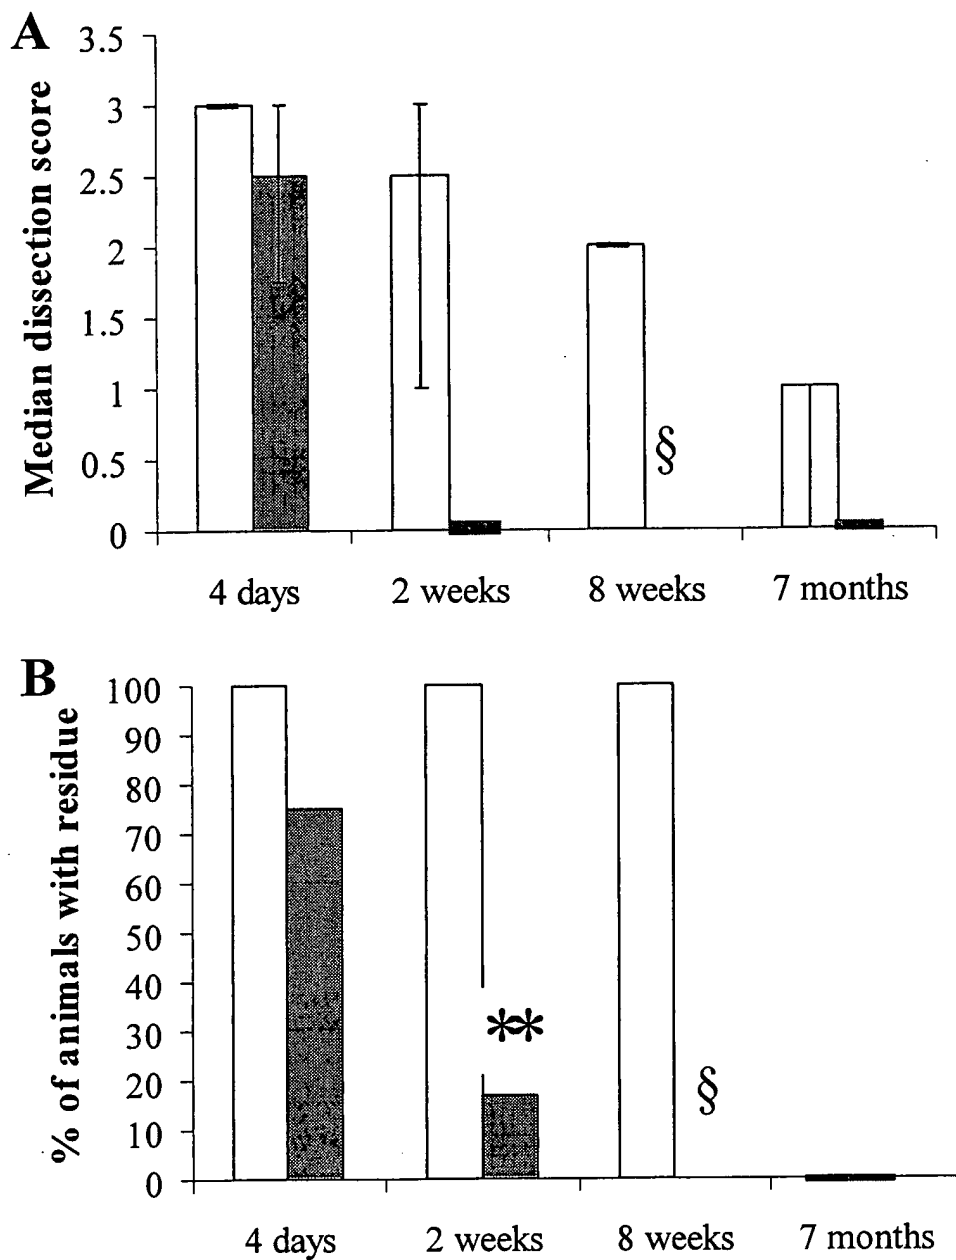 A
Median dissection score
3.5
3
2.5
2
1.5
1
0.5
0
§
4 days
2 weeks
8 weeks
7 months
B
% of animals with residue
100
90
80
70
60
50
40
30
20
10
0
**
§
4 days
2 weeks
8 weeks
7 months